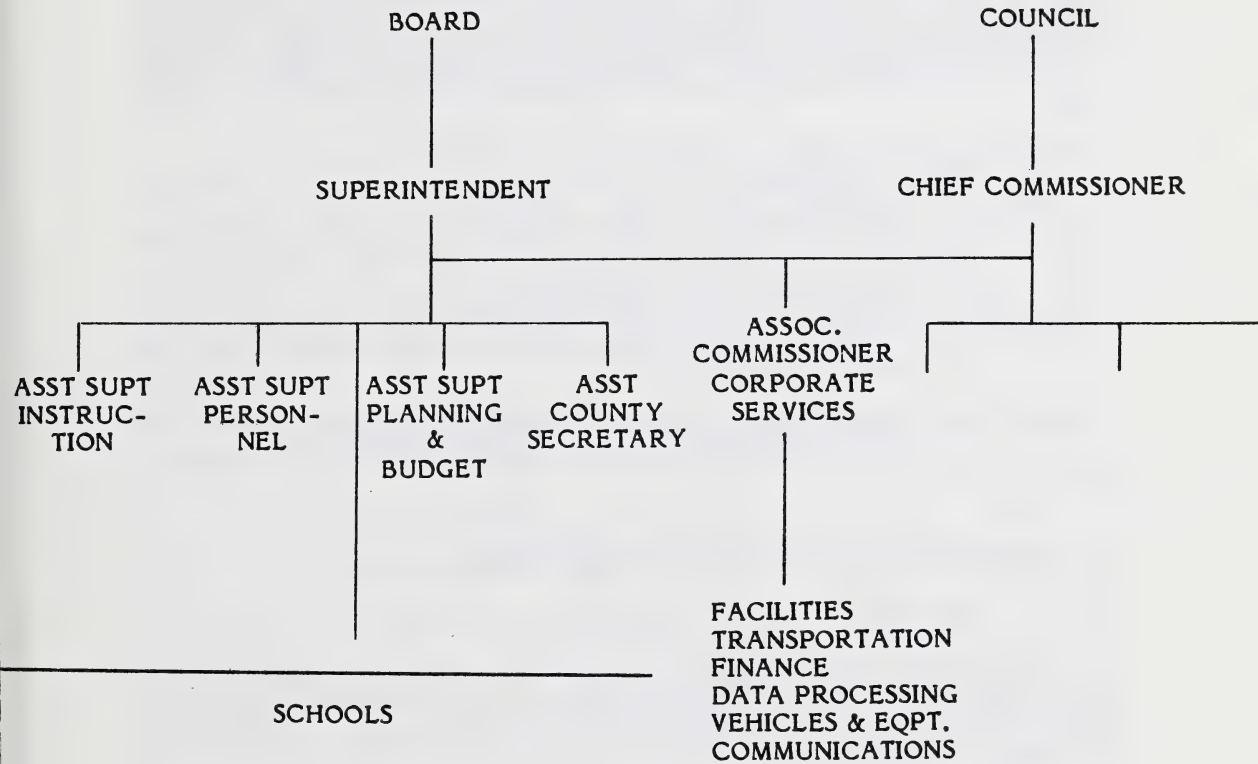 BOARD
COUNCIL
SUPERINTENDENT
CHIEF COMMISSIONER
ASST SUPT
INSTRUC-
TION
ASST SUPT
PERSON-
NEL
ASST SUPT
PLANNING
&
BUDGET
ASST
COUNTY
SECRETARY
ASSOC.
COMMISSIONER
CORPORATE
SERVICES
FACILITIES
TRANSPORTATION
FINANCE
DATA PROCESSING
VEHICLES & EQPT.
COMMUNICATIONS
SCHOOLS